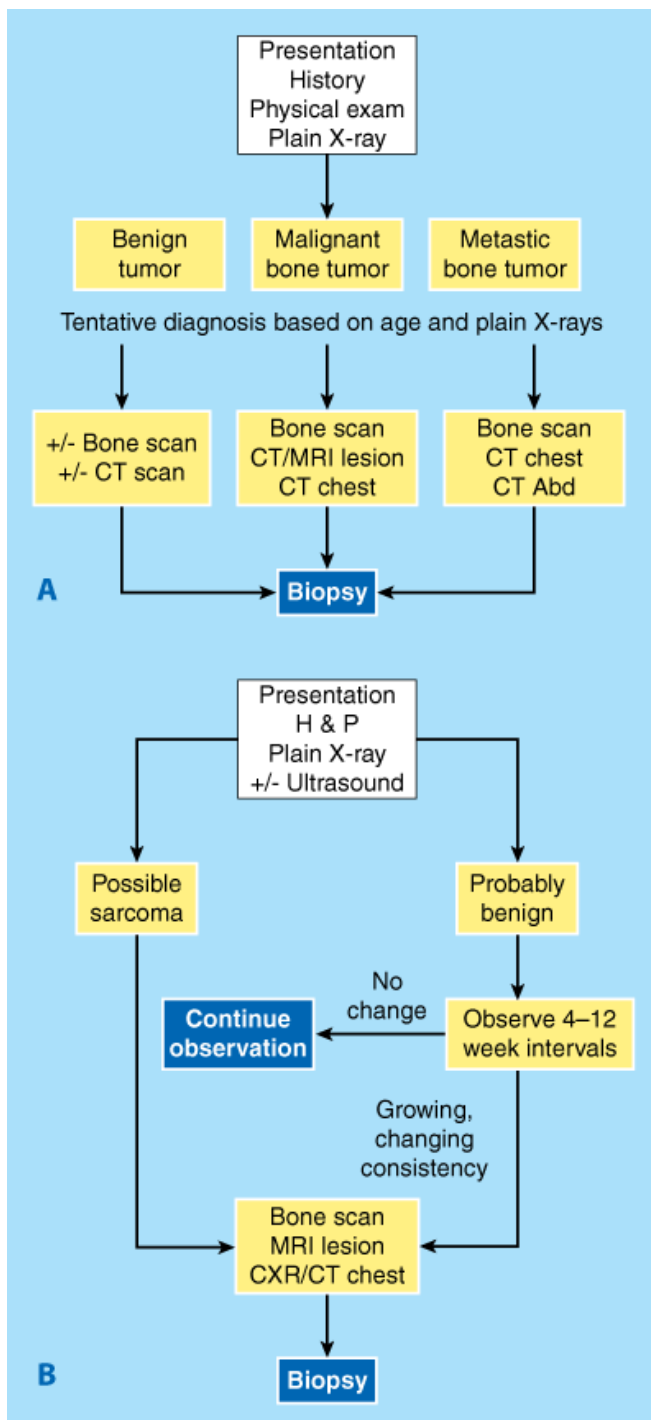 Presentation
History
Physical exam
Plain X-ray
Benign
tumor
Malignant
bone tumor
Metastic
bone tumor
Tentative diagnosis based on age and plain X-rays
+/- Bone scan
+/- CT scan
Bone scan
CT/MRI lesion
CT chest
Bone scan
CT chest
CT Abd
A
Biopsy
Presentation
H & P
Plain X-ray
+/- Ultrasound
Possible
sarcoma
Probably
benign
No
change
Continue
observation
Observe 4–12
week intervals
Growing,
changing
consistency
Bone scan
MRI lesion
CXR/CT chest
B
Biopsy